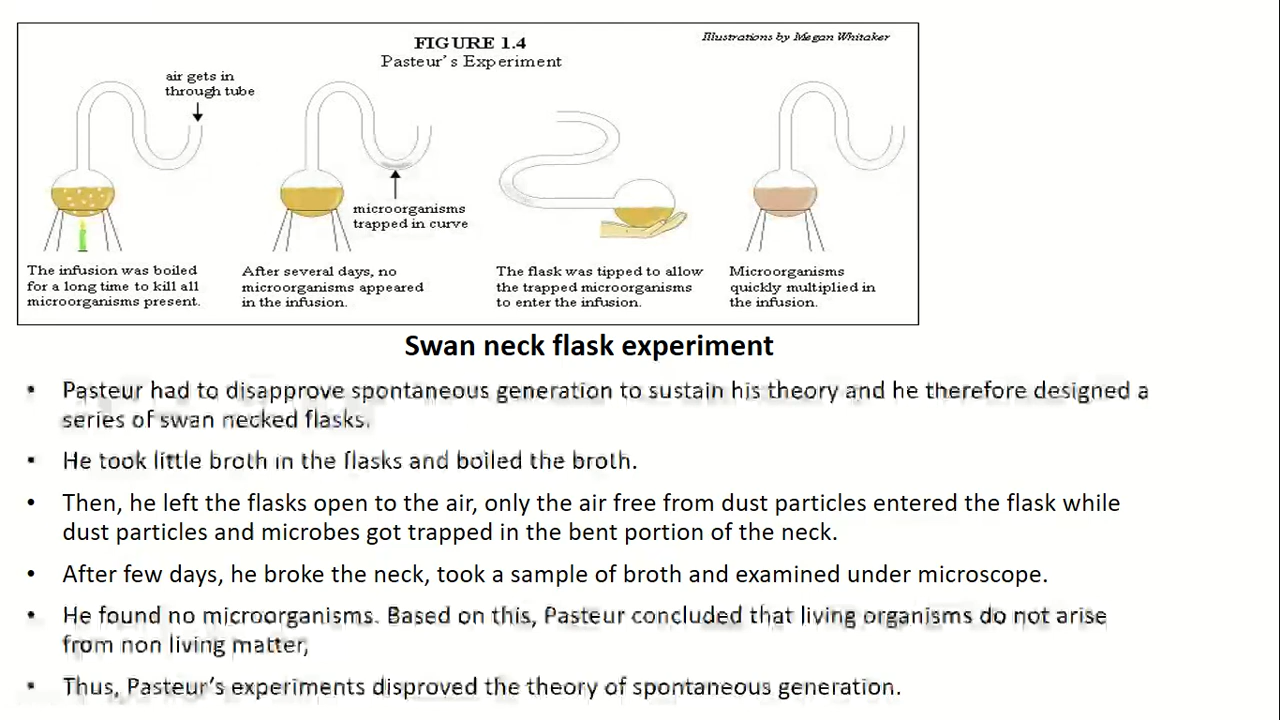 FIGURE 1.4
Illustrations by Megan Whitaker
Pasteur's Experiment
air gets in
through tube
microorganisms
trapped in curve
The infusion was boiled
for a long time to kill all
microorganisms present.
After several days, no
microorganisms appeared
in the infusion.
The flask was tipped to allow
the trapped microorganisms
to enter the infusion.
Microorganisms
quickly multiplied in
the infusion.
Swan neck flask experiment
• Pasteur had to disapprove spontaneous generation to sustain his theory and he therefore designed a
series of swan necked flasks.
• He took little broth in the flasks and boiled the broth.
• Then, he left the flasks open to the air, only the air free from dust particles entered the flask while
dust particles and microbes got trapped in the bent portion of the neck.
• After few days, he broke the neck, took a sample of broth and examined under microscope.
• He found no microorganisms. Based on this, Pasteur concluded that living organisms do not arise
from non living matter,
• Thus, Pasteur's experiments disproved the theory of spontaneous generation.